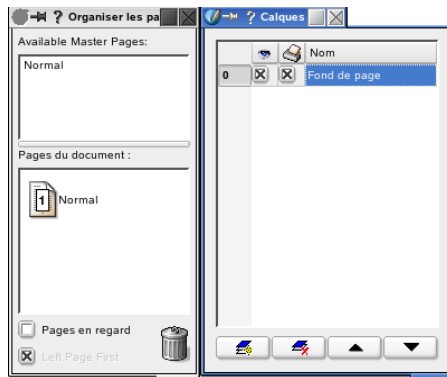 ? Organiser les pa
Available Master Pages:
Normal
Pages du document :
1 Normal
Pages en regard
Left Page First
? Calques
Nom
0 Fond de page